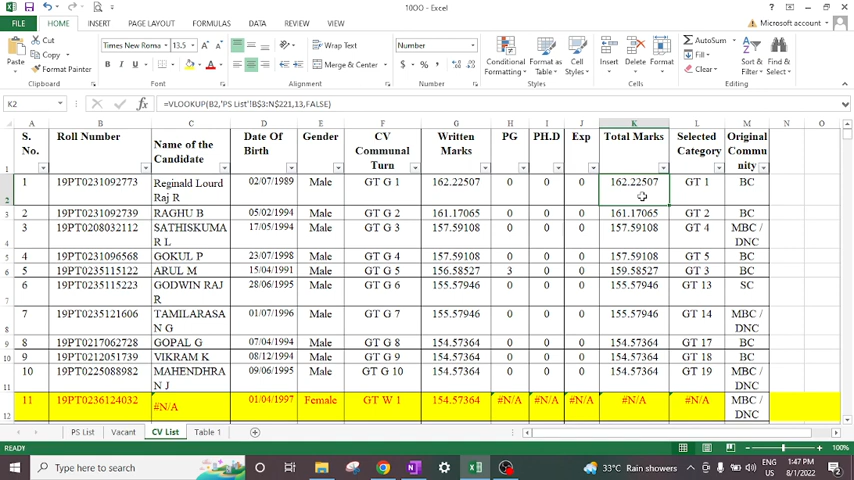 1OOO - Excel
FILE HOME INSERT PAGE LAYOUT FORMULAS DATA REVIEW VIEW Microsoft account
Cut
Copy
Format Painter
Paste
Clipboard
Times New Roma 13.5
B I U
Font
Wrap Text
Merge & Center
Alignment
Number
$ % ,
Number
Conditional Formatting
Format as Table
Cell Styles
Styles
Insert Delete Format
Cells
AutoSum
Fill
Clear
Sort & Filter
Find & Select
Editing
K2 =VLOOKUP(B2,'PS List'!B$3:N$221,13,FALSE)
A B C D E F G H I J K L M N O
S. No. Roll Number Name of the Candidate Date Of Birth Gender CV Communal Turn Written Marks PG PH.D Exp Total Marks Selected Category Original Commu nity
1 19PT0231092773 Reginald Lourd Raj R 02/07/1989 Male GT G 1 162.22507 0 0 0 162.22507 GT 1 BC
2 19PT0231092739 RAGHU B 05/02/1994 Male GT G 2 161.17065 0 0 0 161.17065 GT 2 BC
3 19PT0208032112 SATHISKUMA R L 17/05/1994 Male GT G 3 157.59108 0 0 0 157.59108 GT 4 MBC / DNC
4 19PT0231096568 GOKUL P 23/07/1998 Male GT G 4 157.59108 0 0 0 157.59108 GT 5 BC
5 19PT0235115122 ARUL M 15/04/1991 Male GT G 5 156.58527 3 0 0 159.58527 GT 3 BC
6 19PT0235115223 GODWIN RAJ R 28/06/1995 Male GT G 6 155.57946 0 0 0 155.57946 GT 13 SC
7 19PT0235121606 TAMILARASA N G 01/07/1996 Male GT G 7 155.57946 0 0 0 155.57946 GT 14 MBC / DNC
8 19PT0217062728 GOPAL G 07/04/1994 Male GT G 8 154.57364 0 0 0 154.57364 GT 17 BC
9 19PT0212051739 VIKRAM K 08/12/1994 Male GT G 9 154.57364 0 0 0 154.57364 GT 18 BC
10 19PT0225088982 MAHENDHRA N J 09/06/1995 Male GT G 10 154.57364 0 0 0 154.57364 GT 19 MBC / DNC
11 19PT0236124032 #N/A 01/04/1997 Female GT W 1 154.57364 #N/A #N/A #N/A #N/A #N/A MBC / DNC
PS List Vacant CV List Table 1
READY 100%
Type here to search 33°C Rain showers ENG US 1:47 PM 8/1/2022